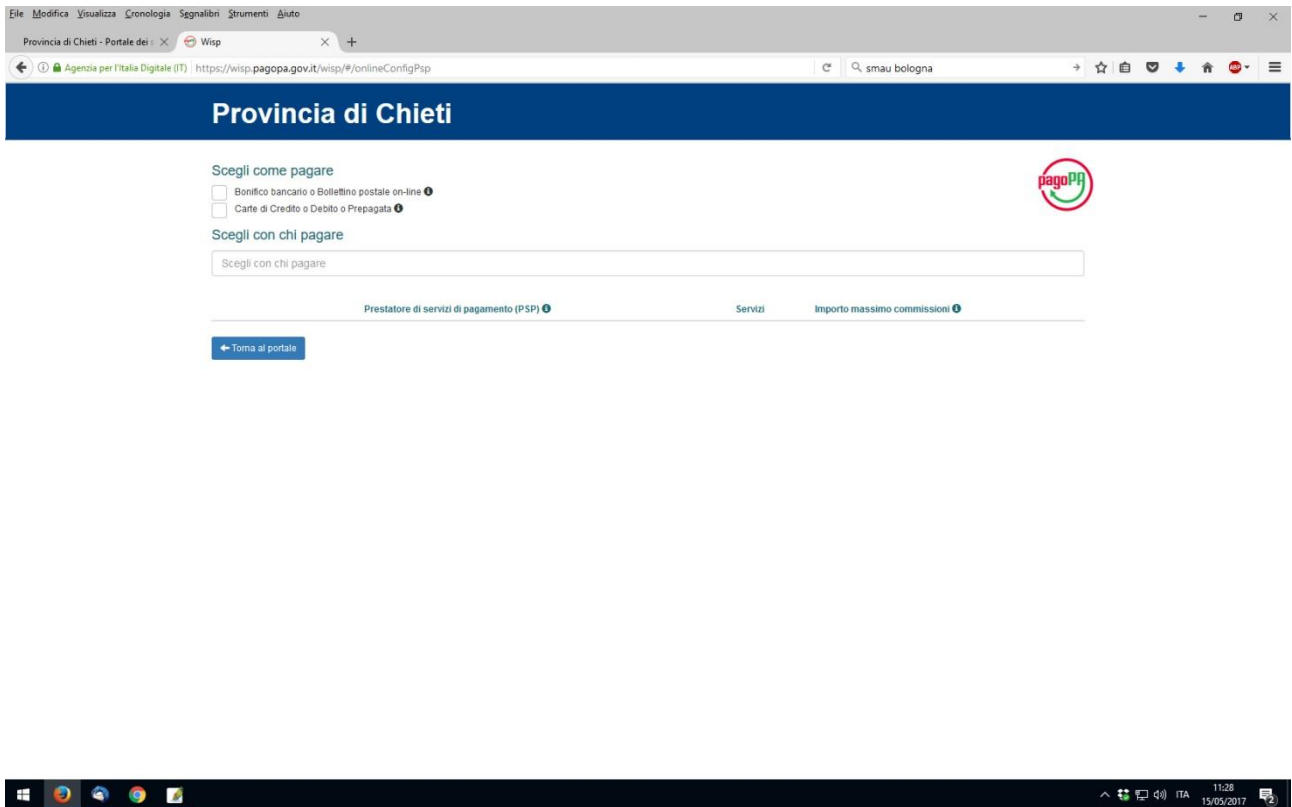 File Modifica Visualizza Cronologia Segnalibri Strumenti Aiuto
Provincia di Chieti - Portale dei s
Wisp
Agenzia per l'Italia Digitale (IT) https://wisp.pagopa.gov.it/wisp/#/onlineConfigPsp
smau bologna
ABP
Provincia di Chieti
Scegli come pagare
Bonifico bancario o Bollettino postale on-line
Carte di Credito o Debito o Prepagata
pagoPA
Scegli con chi pagare
Scegli con chi pagare
Prestatore di servizi di pagamento (PSP) Servizi Importo massimo commissioni
Torna al portale
ITA
11:28
15/05/2017
2